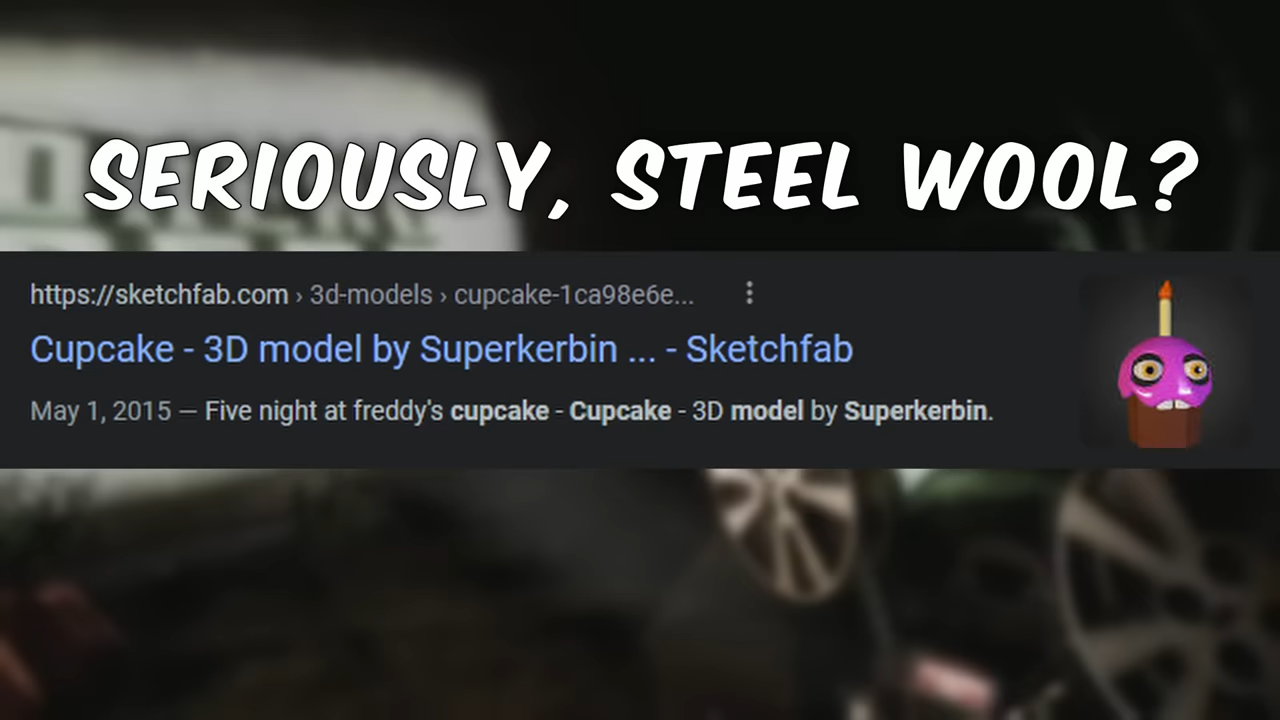 SERIOUSLY, STEEL WOOL?
https://sketchfab.com › 3d-models › cupcake-1ca98e6e...
Cupcake - 3D model by Superkerbin ... - Sketchfab
May 1, 2015 — Five night at freddy's cupcake - Cupcake - 3D model by Superkerbin.